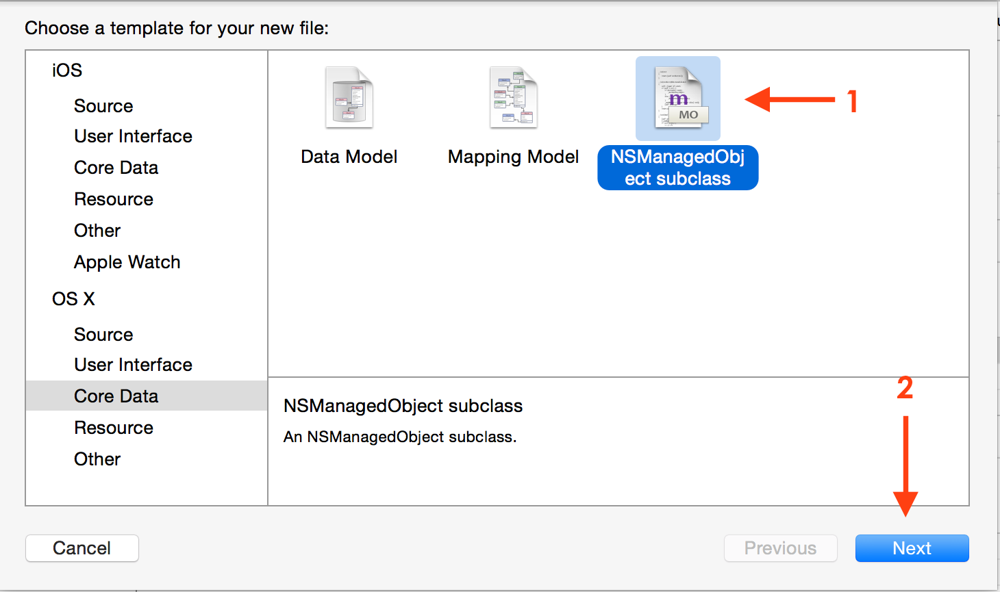 Choose a template for your new file:
iOS
Source
User Interface
Core Data
Resource
Other
Apple Watch
OS X
Source
User Interface
Core Data
Resource
Other
Data Model
Mapping Model
m
MO
NSManagedObj
ect subclass
1
NSManagedObject subclass
An NSManagedObject subclass.
2
Cancel
Previous
Next